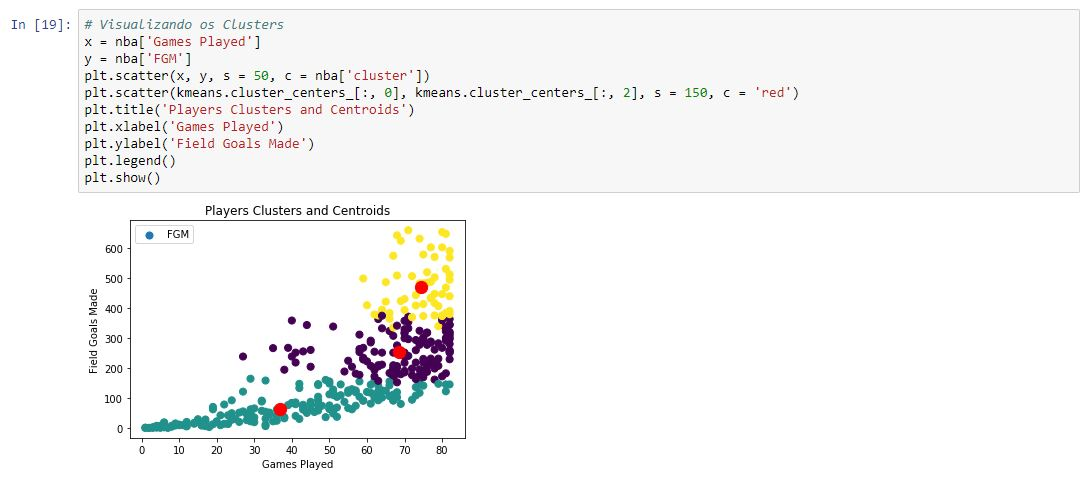 In [19]:
# Visualizando os Clusters
x = nba['Games Played']
y = nba['FGM']
plt.scatter(x, y, s = 50, c = nba['cluster'])
plt.scatter(kmeans.cluster_centers_[:, 0], kmeans.cluster_centers_[:, 2], s = 150, c = 'red')
plt.title('Players Clusters and Centroids')
plt.xlabel('Games Played')
plt.ylabel('Field Goals Made')
plt.legend()
plt.show()
Players Clusters and Centroids
FGM
600
500
400
300
200
100
0
Field Goals Made
0 10 20 30 40 50 60 70 80
Games Played